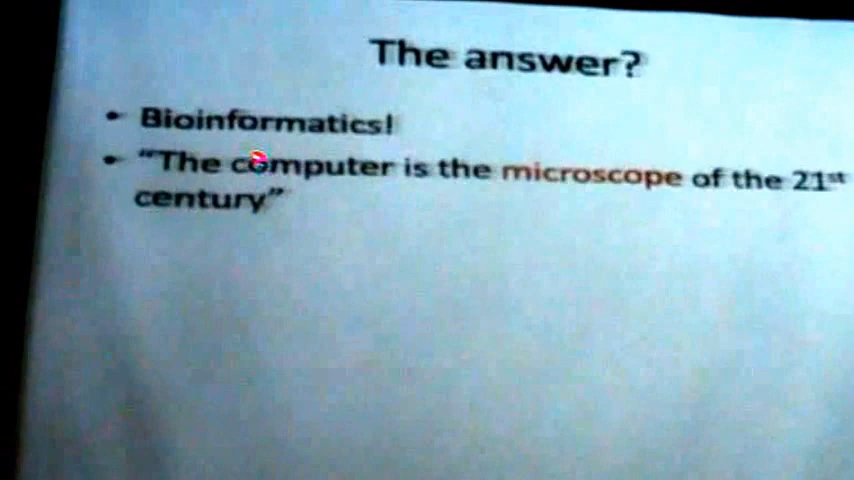 The answer?
• Bioinformatics!
• “The computer is the microscope of the 21st
century”